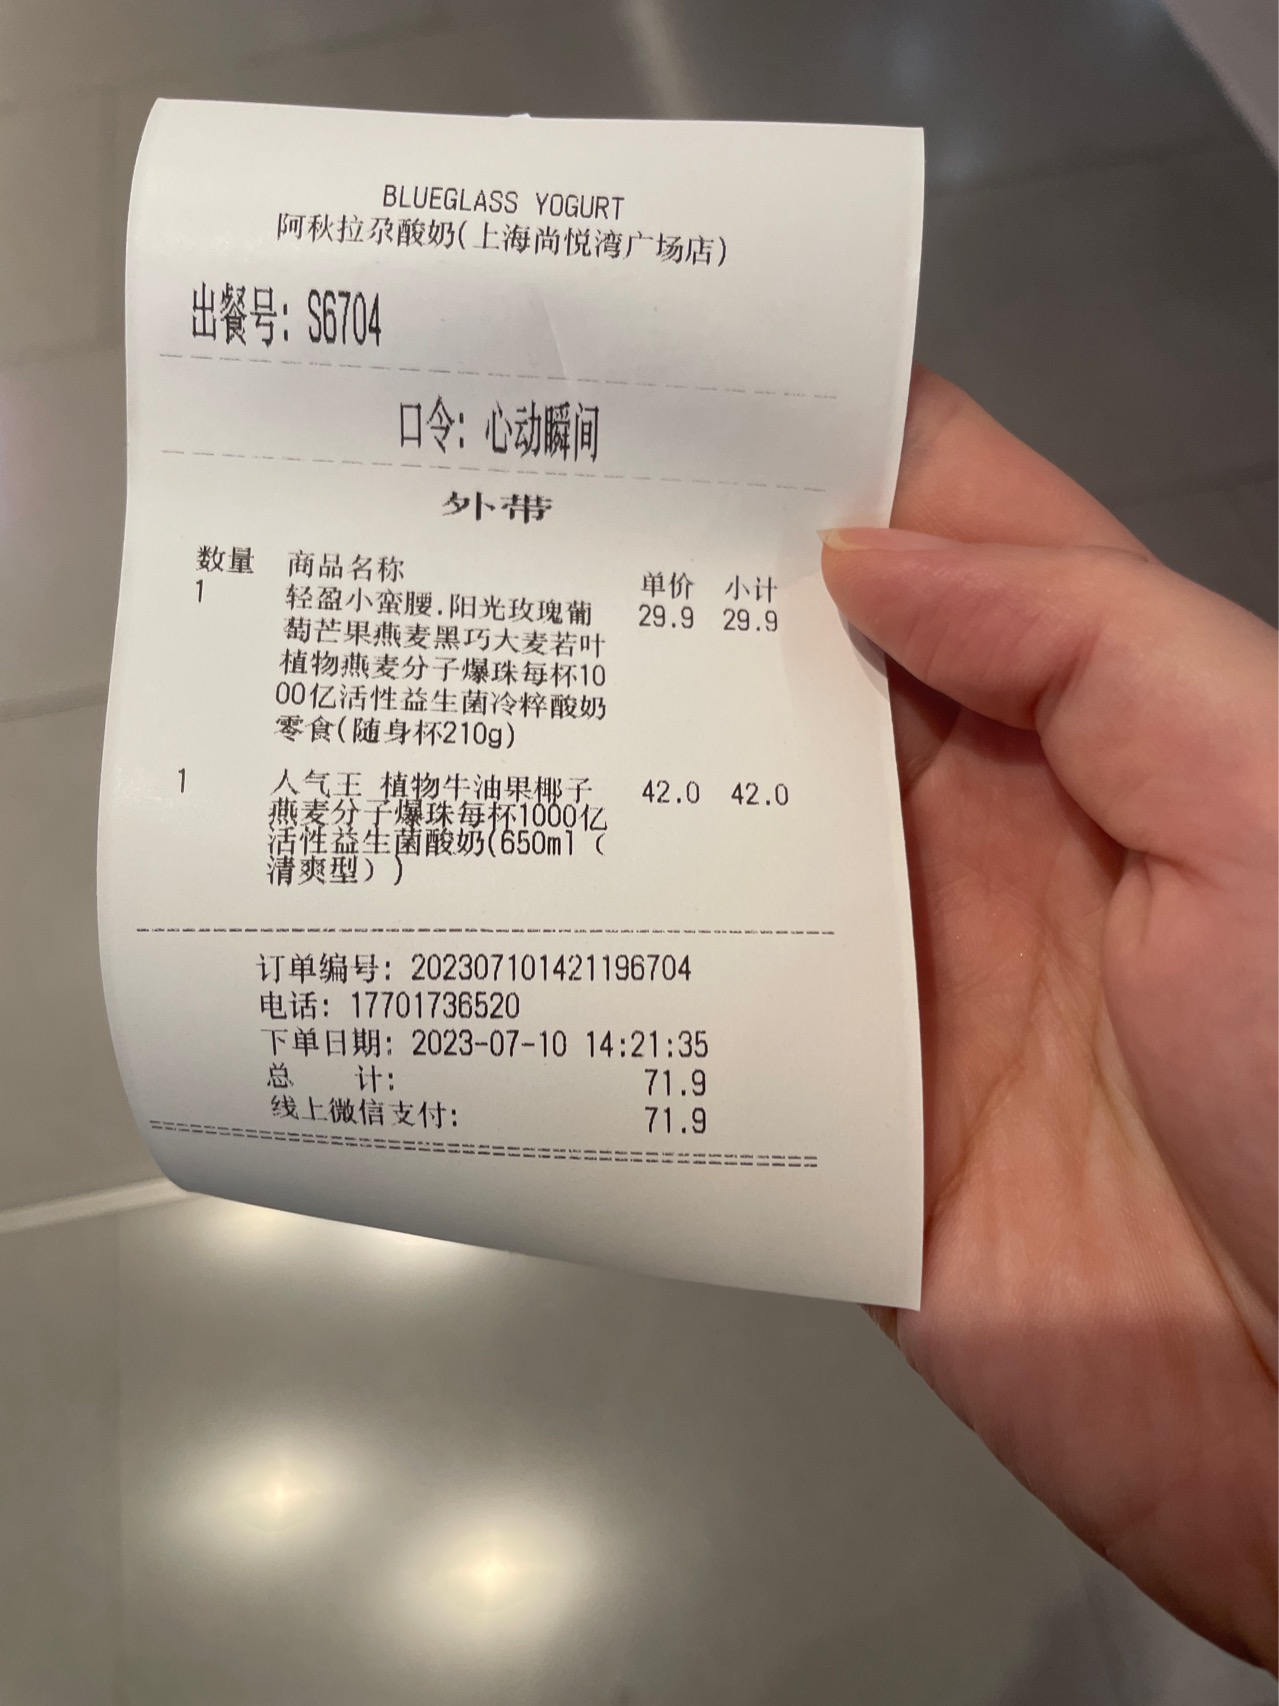 BLUEGLASS YOGURT
阿秋拉尕酸奶(上海尚悦湾广场店)
出餐号: S6704
口令: 心动瞬间
外带
数量 商品名称 单价 小计
1 轻盈小蛮腰.阳光玫瑰葡 29.9 29.9
萄芒果燕麦黑巧大麦若叶
植物燕麦分子爆珠每杯10
00亿活性益生菌冷粹酸奶
零食(随身杯210g)
1 人气王 植物牛油果椰子 42.0 42.0
燕麦分子爆珠每杯1000亿
活性益生菌酸奶(650ml（
清爽型）)
订单编号: 202307101421196704
电话: 17701736520
下单日期: 2023-07-10 14:21:35
总 计: 71.9
线上微信支付: 71.9